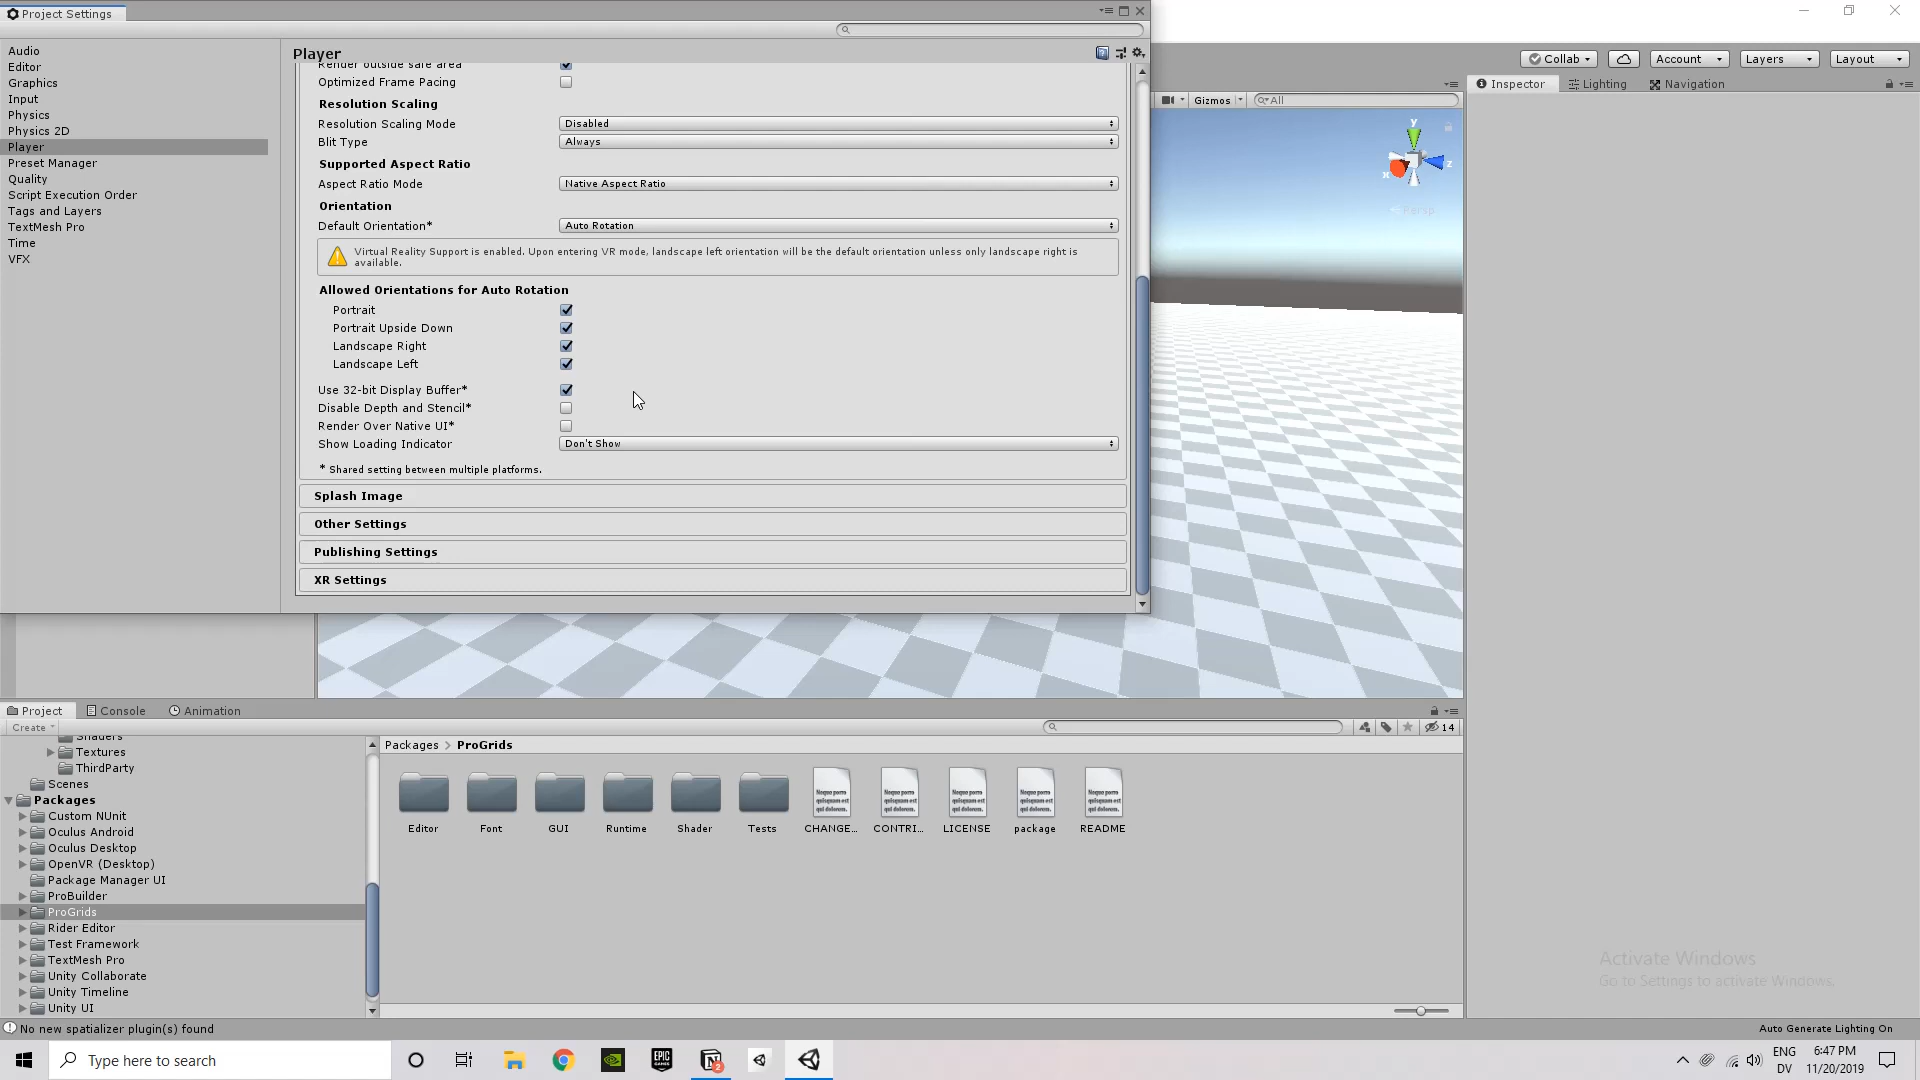 Project Settings
Audio
Editor
Graphics
Input
Physics
Physics 2D
Player
Preset Manager
Quality
Script Execution Order
Tags and Layers
TextMesh Pro
Time
VFX
Player
Render outside safe area
Optimized Frame Pacing
Resolution Scaling
Resolution Scaling Mode
Disabled
Blit Type
Always
Supported Aspect Ratio
Aspect Ratio Mode
Native Aspect Ratio
Orientation
Default Orientation*
Auto Rotation
Virtual Reality Support is enabled. Upon entering VR mode, landscape left orientation will be the default orientation unless only landscape right is
available.
Allowed Orientations for Auto Rotation
Portrait
Portrait Upside Down
Landscape Right
Landscape Left
Use 32-bit Display Buffer*
Disable Depth and Stencil*
Render Over Native UI*
Show Loading Indicator
Don't Show
* Shared setting between multiple platforms.
Splash Image
Other Settings
Publishing Settings
XR Settings
Collab
Account
Layers
Layout
Gizmos
All
y
x
z
Persp
Inspector
Lighting
Navigation
Project
Console
Animation
Create
14
Shaders
Textures
ThirdParty
Scenes
Packages
Custom NUnit
Oculus Android
Oculus Desktop
OpenVR (Desktop)
Package Manager UI
ProBuilder
ProGrids
Rider Editor
Test Framework
TextMesh Pro
Unity Collaborate
Unity Timeline
Unity UI
Packages > ProGrids
Editor
Font
GUI
Runtime
Shader
Tests
CHANGE...
CONTRI...
LICENSE
package
README
Activate Windows
Go to Settings to activate Windows.
No new spatializer plugin(s) found
Auto Generate Lighting On
Type here to search
EPIC
GAMES
N
2
ENG
DV
6:47 PM
11/20/2019